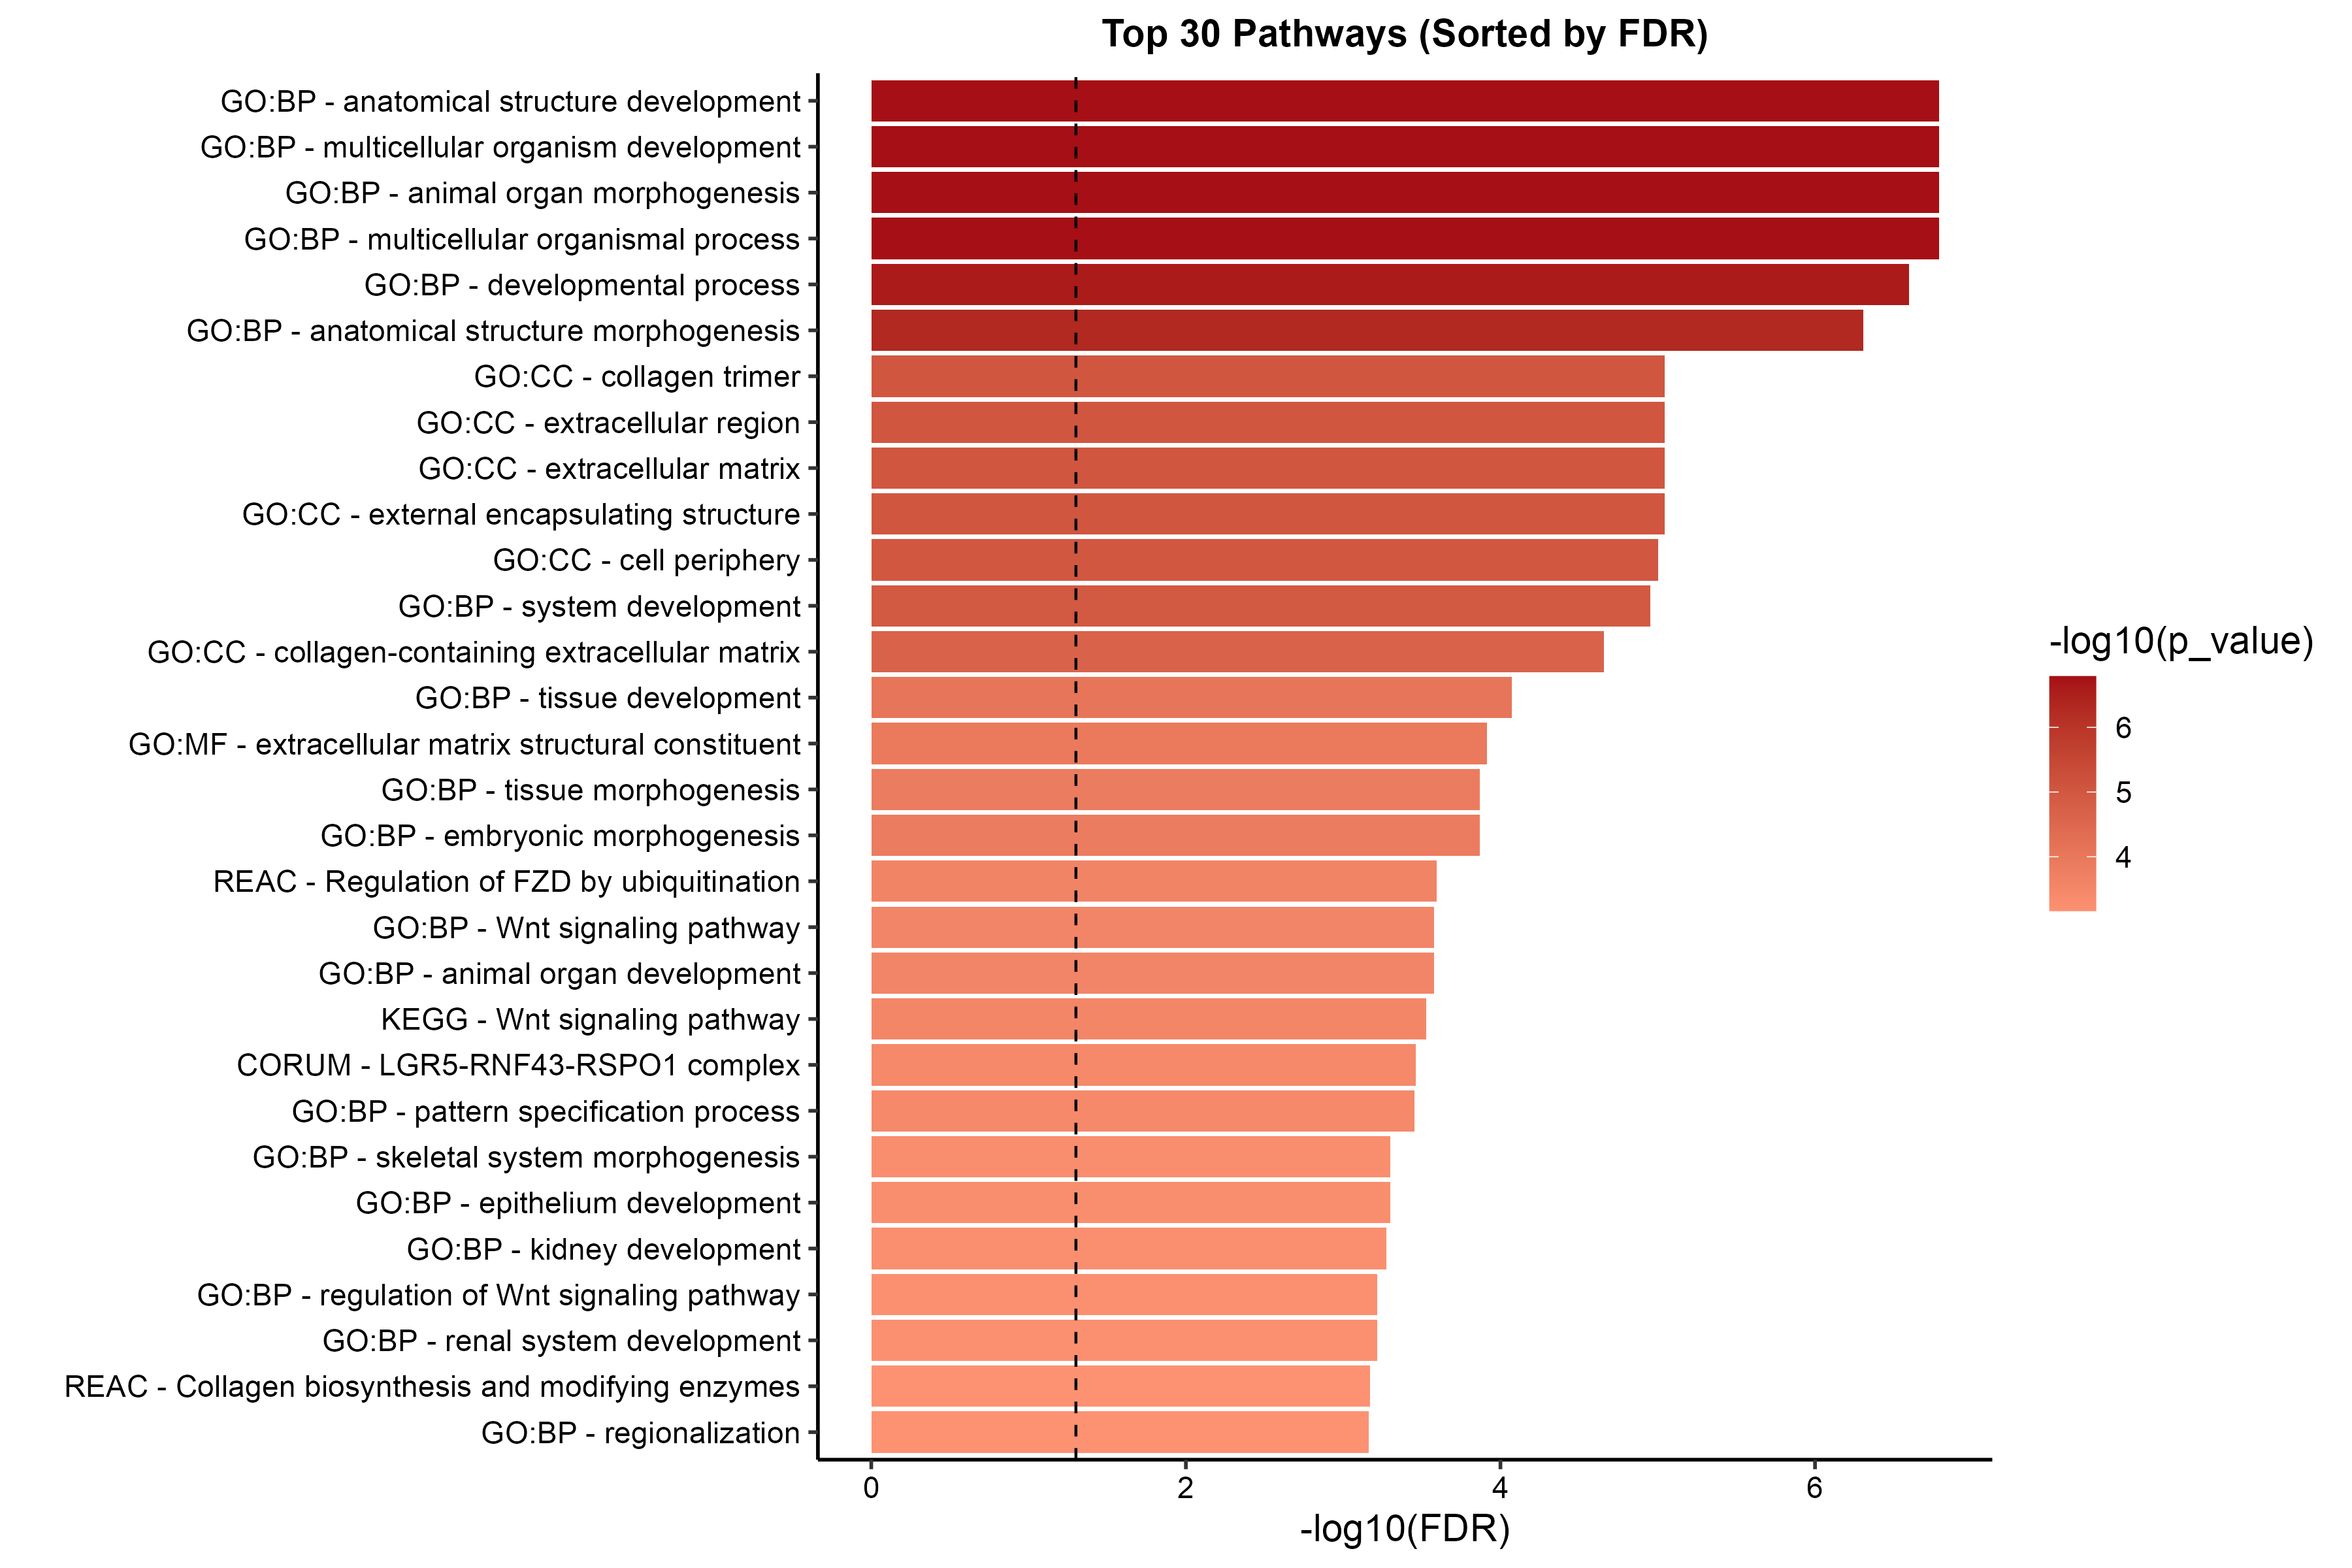 Top 30 Pathways (Sorted by FDR)
GO:BP - anatomical structure development
GO:BP - multicellular organism development
GO:BP - animal organ morphogenesis
GO:BP - multicellular organismal process
GO:BP - developmental process
GO:BP - anatomical structure morphogenesis
GO:CC - collagen trimer
GO:CC - extracellular region
GO:CC - extracellular matrix
GO:CC - external encapsulating structure
GO:CC - cell periphery
GO:BP - system development
GO:CC - collagen-containing extracellular matrix
GO:BP - tissue development
GO:MF - extracellular matrix structural constituent
GO:BP - tissue morphogenesis
GO:BP - embryonic morphogenesis
REAC - Regulation of FZD by ubiquitination
GO:BP - Wnt signaling pathway
GO:BP - animal organ development
KEGG - Wnt signaling pathway
CORUM - LGR5-RNF43-RSPO1 complex
GO:BP - pattern specification process
GO:BP - skeletal system morphogenesis
GO:BP - epithelium development
GO:BP - kidney development
GO:BP - regulation of Wnt signaling pathway
GO:BP - renal system development
REAC - Collagen biosynthesis and modifying enzymes
GO:BP - regionalization
0 2 4 6
-log10(FDR)
-log10(p_value)
6
5
4